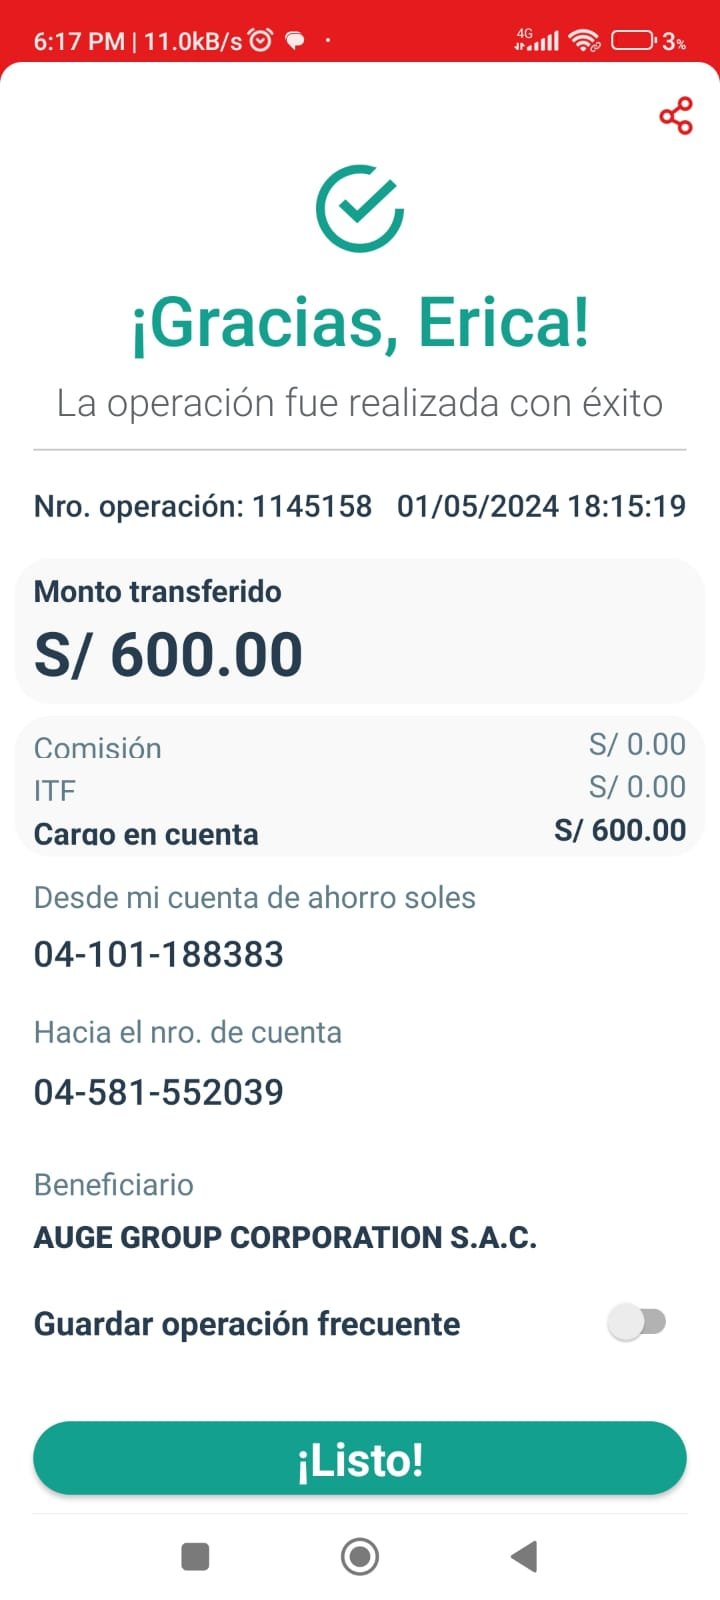 6:17 PM | 11.0kB/s 4G 3%
¡Gracias, Erica!
La operación fue realizada con éxito
Nro. operación: 1145158 01/05/2024 18:15:19
Monto transferido
S/ 600.00
Comisión S/ 0.00
ITF S/ 0.00
Cargo en cuenta S/ 600.00
Desde mi cuenta de ahorro soles
04-101-188383
Hacia el nro. de cuenta
04-581-552039
Beneficiario
AUGE GROUP CORPORATION S.A.C.
Guardar operación frecuente
¡Listo!